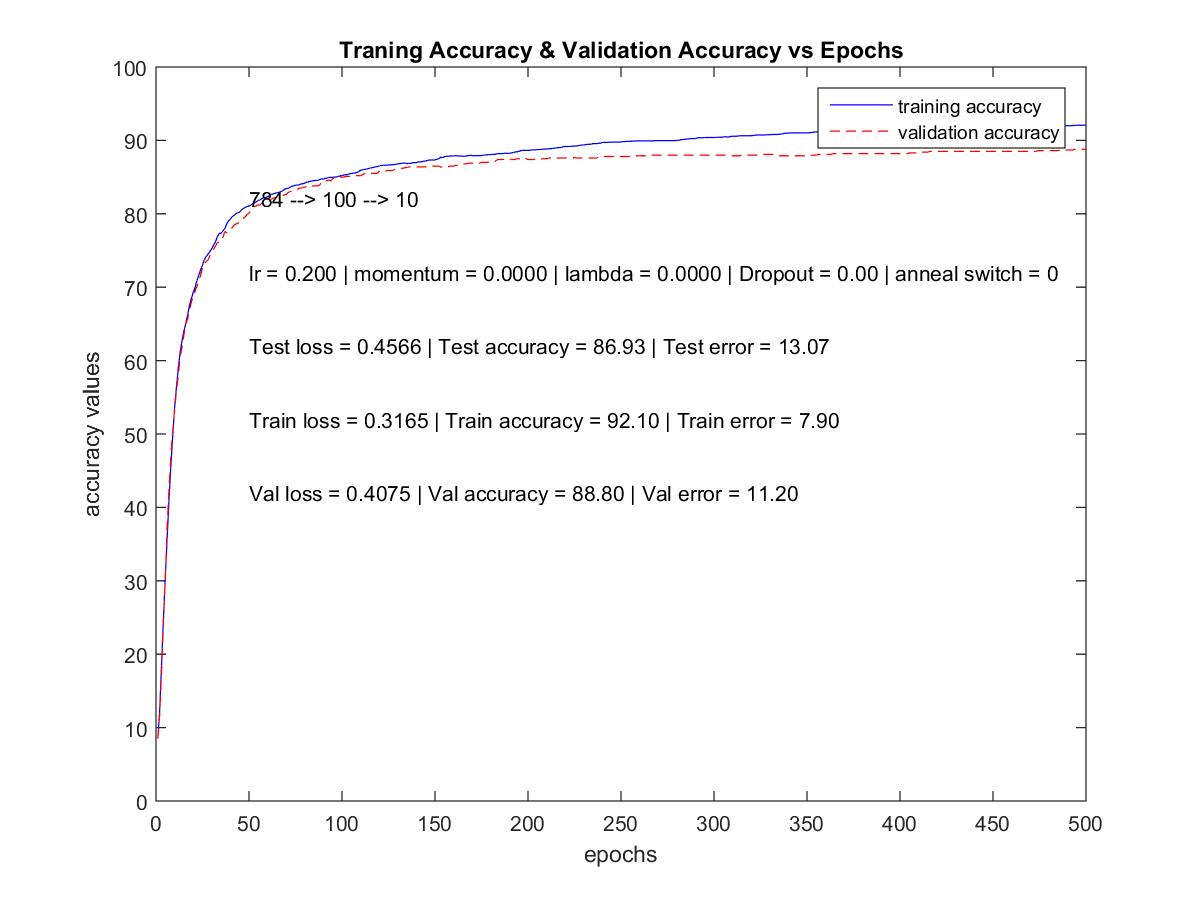 Traning Accuracy & Validation Accuracy vs Epochs
training accuracy
validation accuracy
784 --> 100 --> 10
lr = 0.200 | momentum = 0.0000 | lambda = 0.0000 | Dropout = 0.00 | anneal switch = 0
Test loss = 0.4566 | Test accuracy = 86.93 | Test error = 13.07
Train loss = 0.3165 | Train accuracy = 92.10 | Train error = 7.90
Val loss = 0.4075 | Val accuracy = 88.80 | Val error = 11.20
accuracy values
100
90
80
70
60
50
40
30
20
10
0
0 50 100 150 200 250 300 350 400 450 500
epochs